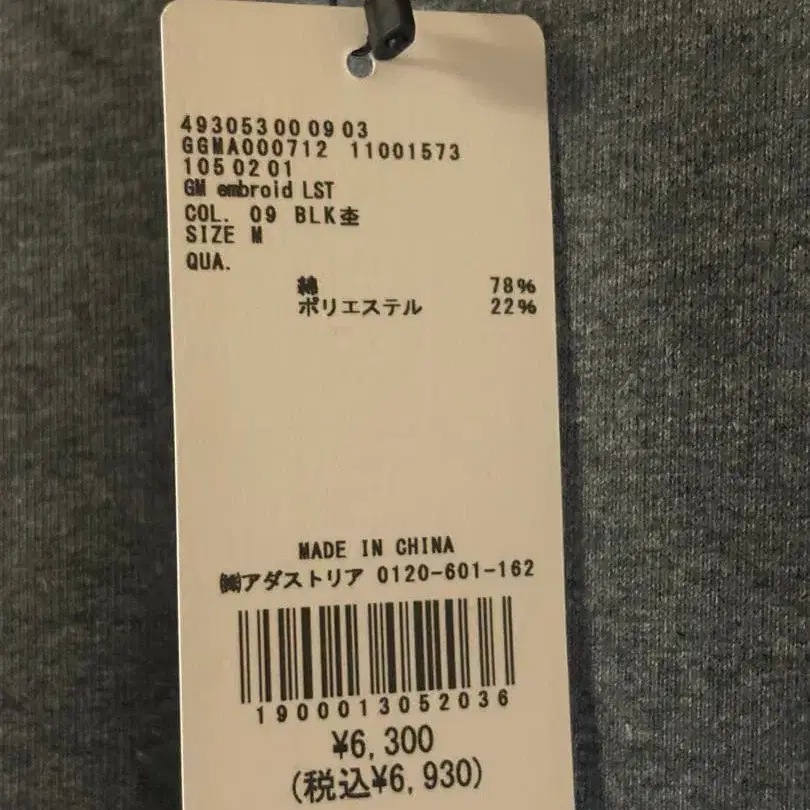 493053 00 09 03
GGMA000712 11001573
105 02 01
GM embroid LST
COL. 09 BLK杢
SIZE M
QUA.
綿 78%
ポリエステル 22%
MADE IN CHINA
㈱アダストリア 0120-601-162
1900013052036
¥6,300
(税込¥6,930)